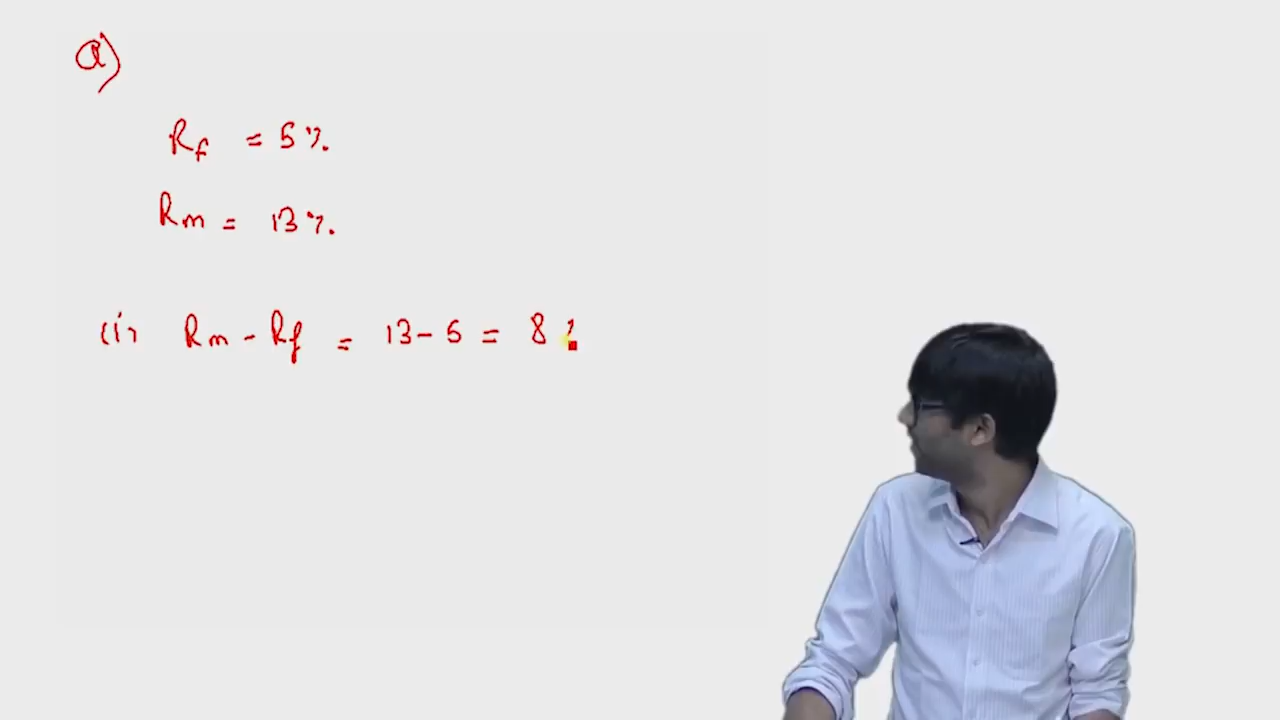 a)
Rf = 5%
Rm = 13%
(i) Rm - Rf = 13 - 5 = 8 %